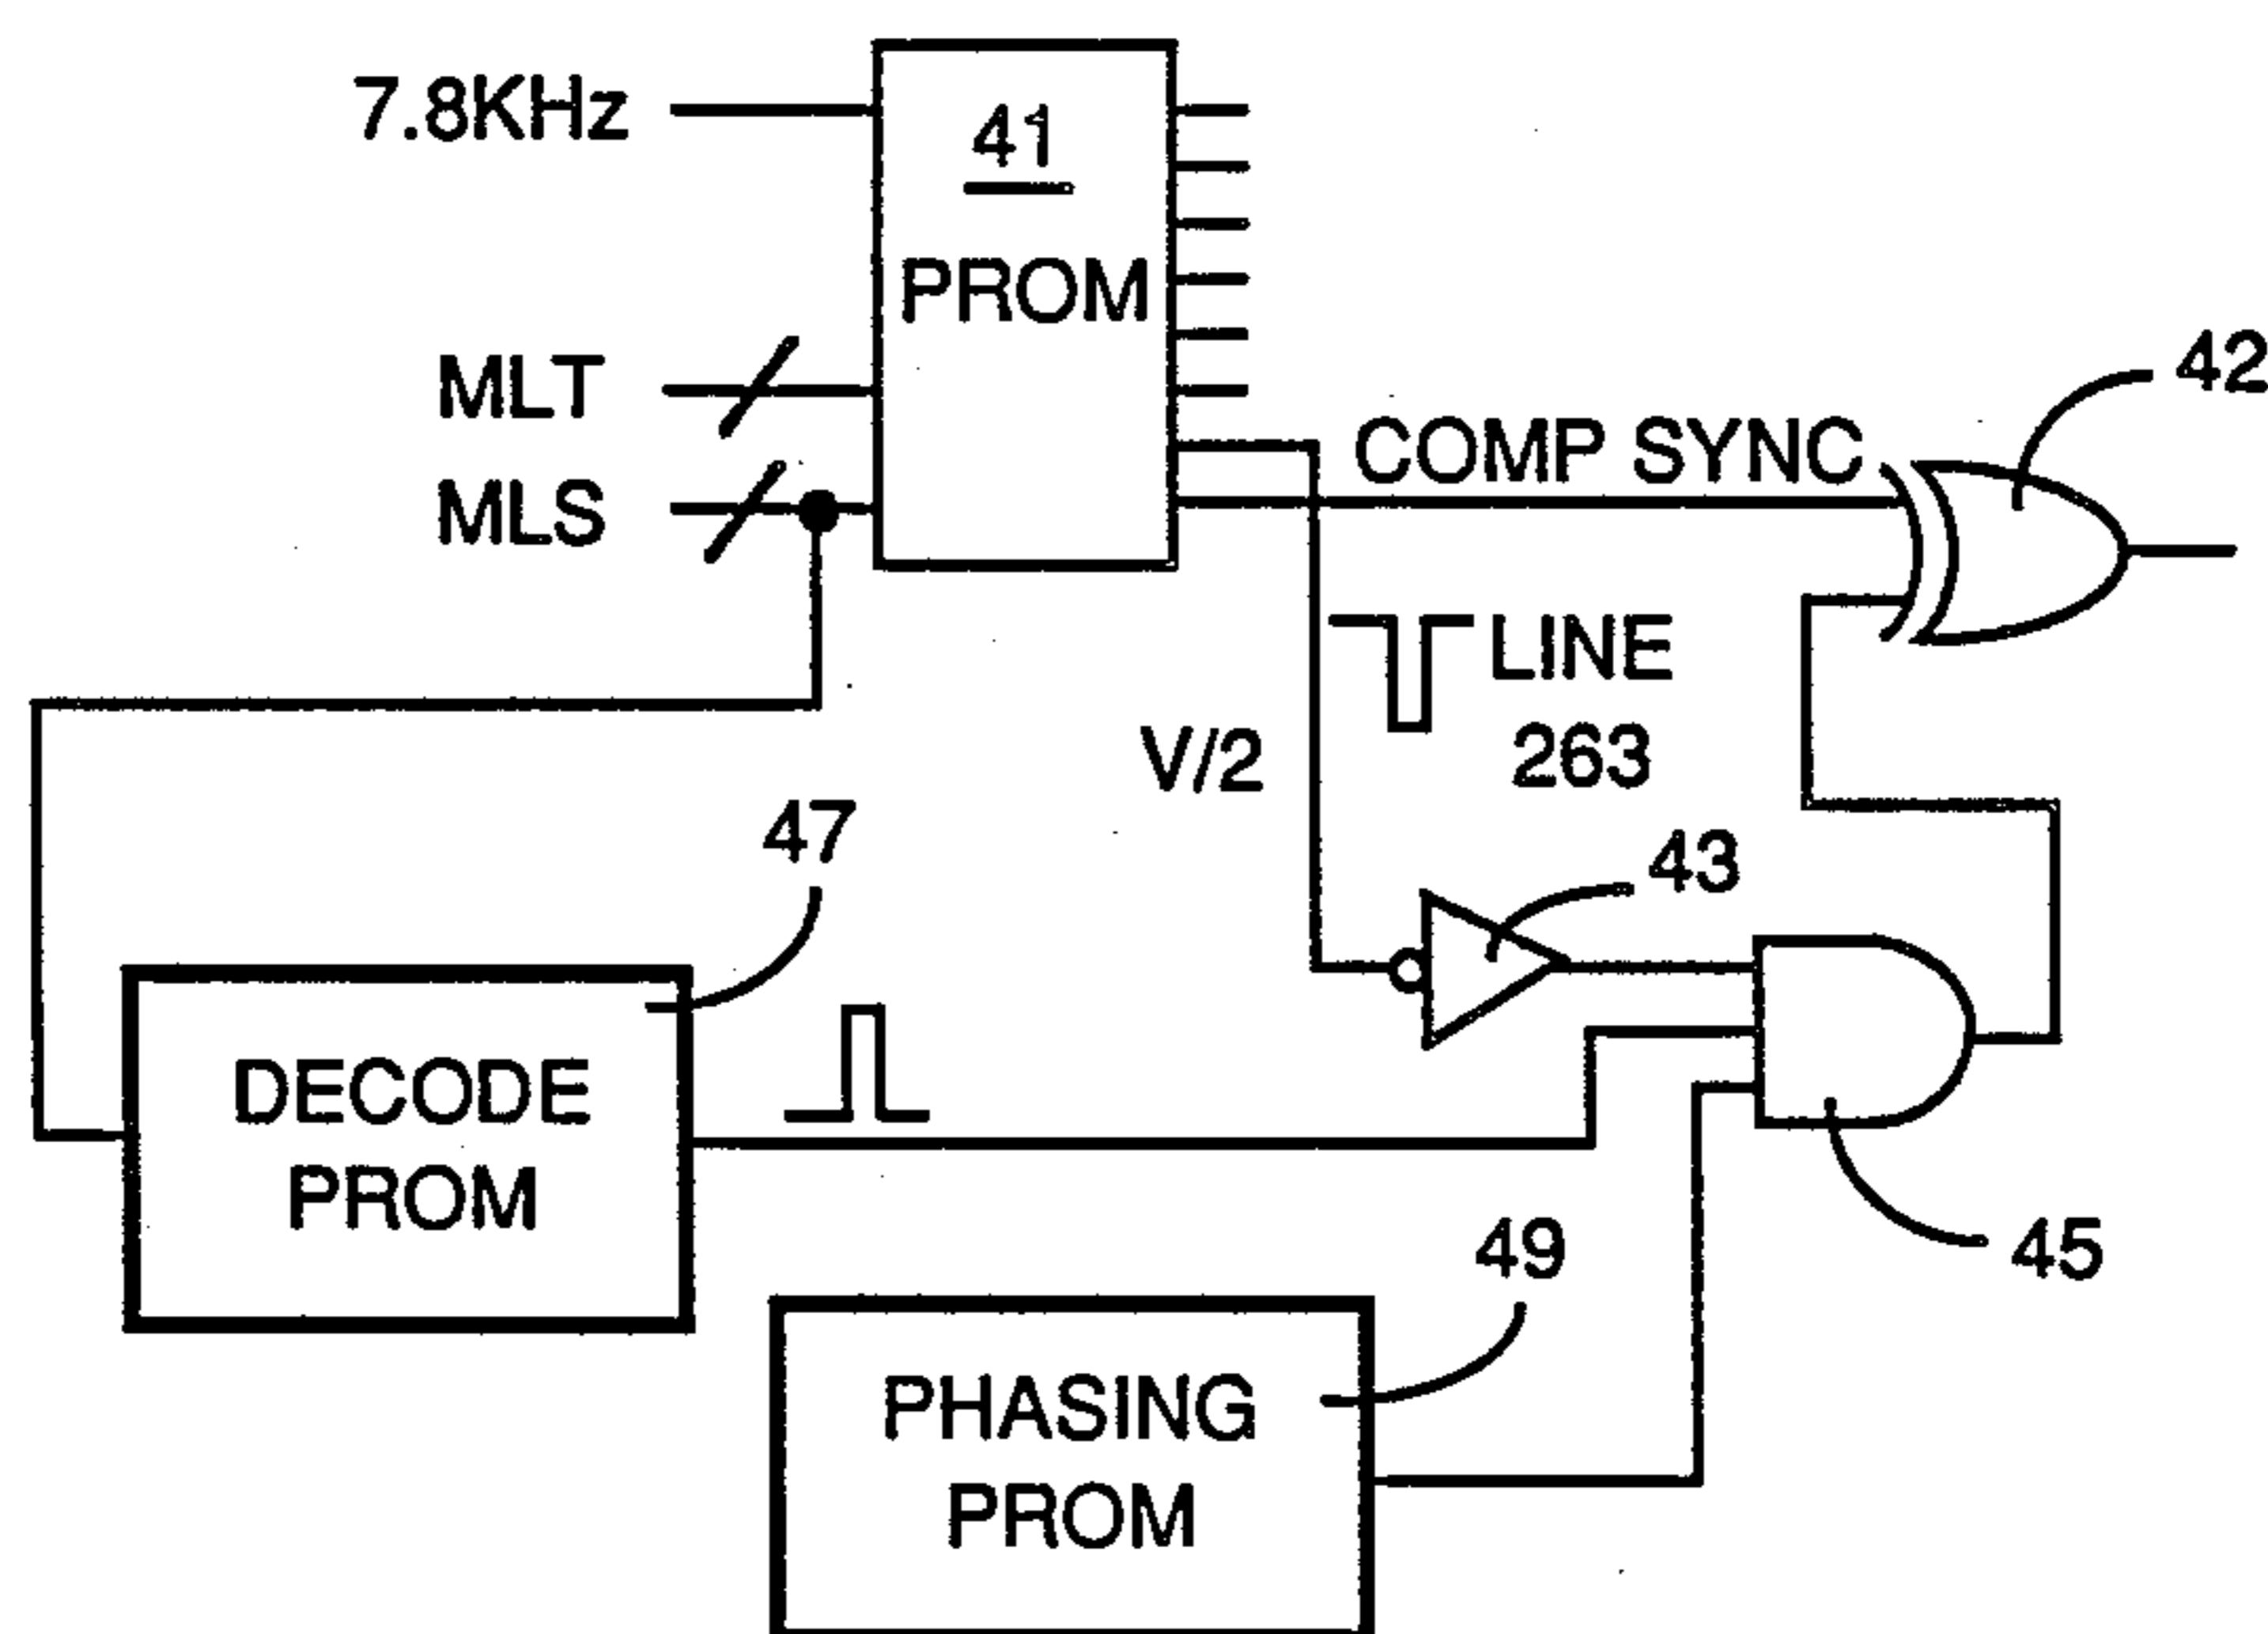 7.8KHz
41
PROM
MLT
MLS
COMP SYNC
42
LINE
263
V/2
47
43
DECODE
PROM
45
49
PHASING
PROM